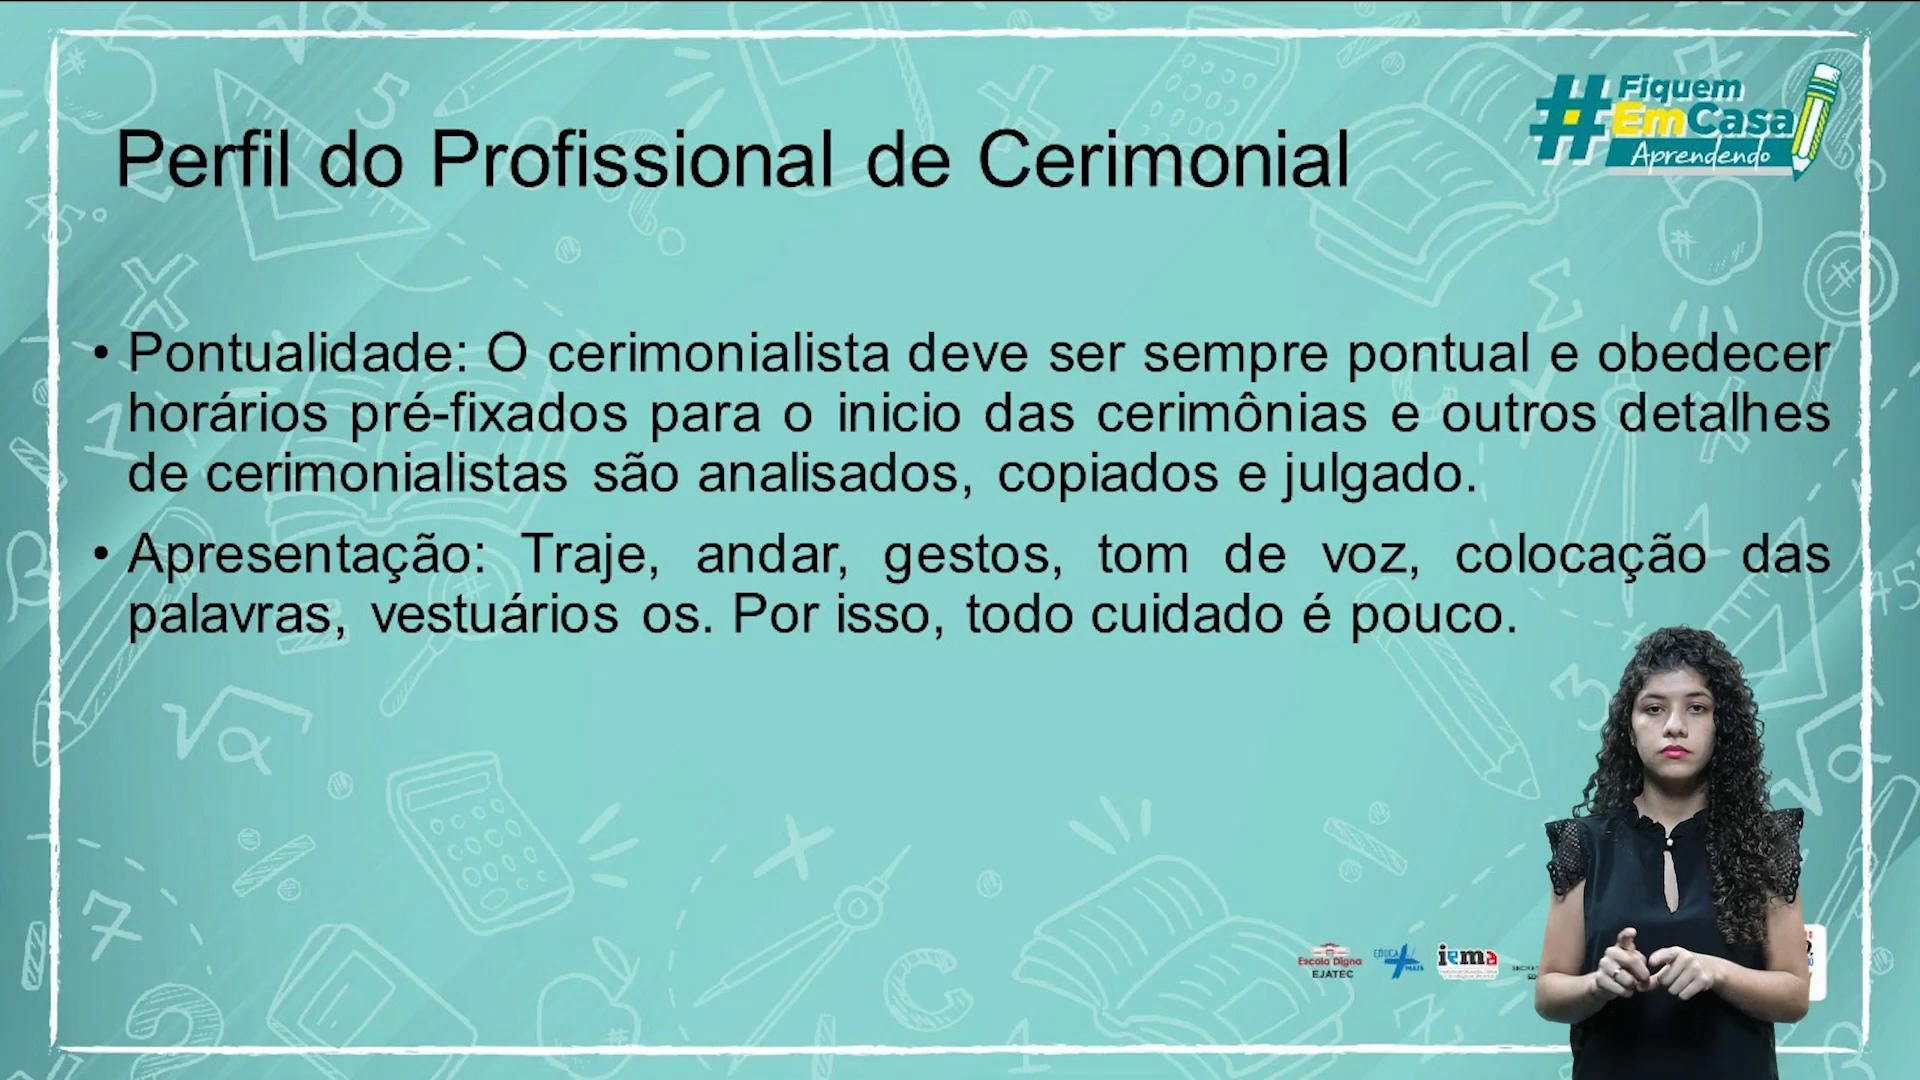 #Fiquem
EmCasa
Aprendendo
Perfil do Profissional de Cerimonial
• Pontualidade: O cerimonialista deve ser sempre pontual e obedecer
horários pré-fixados para o inicio das cerimônias e outros detalhes
de cerimonialistas são analisados, copiados e julgado.
• Apresentação: Traje, andar, gestos, tom de voz, colocação das
palavras, vestuários os. Por isso, todo cuidado é pouco.
Escola Digna
EJATEC
EDUCA
MAIS
iema